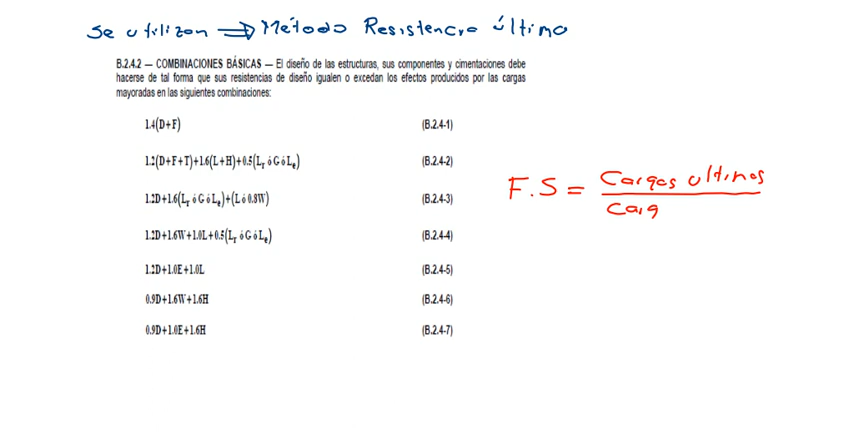 Se utilizan ⇒ Método Resistencia última
B.2.4.2 — COMBINACIONES BÁSICAS — El diseño de las estructuras, sus componentes y cimentaciones debe
hacerse de tal forma que sus resistencias de diseño igualen o excedan los efectos producidos por las cargas
mayoradas en las siguientes combinaciones:
1.4(D+F) (B.2.4-1)
1.2(D+F+T)+1.6(L+H)+0.5(Lr ó G ó Le) (B.2.4-2)
1.2D+1.6(Lr ó G ó Le)+(L ó 0.8W) (B.2.4-3)
1.2D+1.6W+1.0L+0.5(Lr ó G ó Le) (B.2.4-4)
1.2D+1.0E+1.0L (B.2.4-5)
0.9D+1.6W+1.6H (B.2.4-6)
0.9D+1.0E+1.6H (B.2.4-7)
F.S = Cargas ultimas
Carg